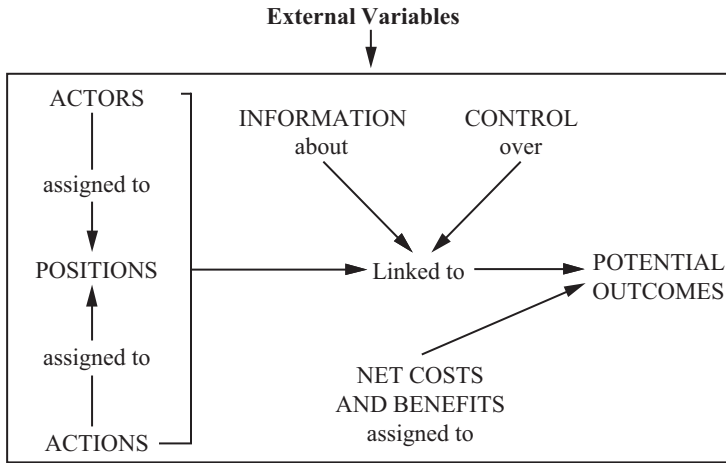 External Variables
ACTORS
assigned to
POSITIONS
assigned to
ACTIONS
INFORMATION
about
CONTROL
over
Linked to
POTENTIAL
OUTCOMES
NET COSTS
AND BENEFITS
assigned to